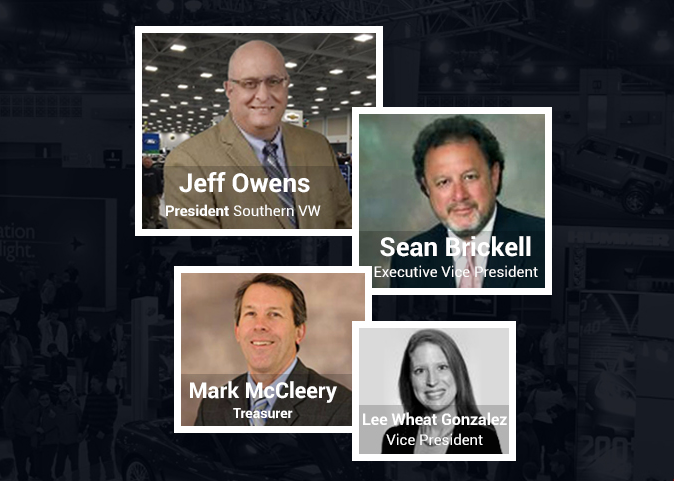 Jeff Owens
President Southern VW
Sean Brickell
Executive Vice President
Mark McCleery
Treasurer
Lee Wheat Gonzalez
Vice President